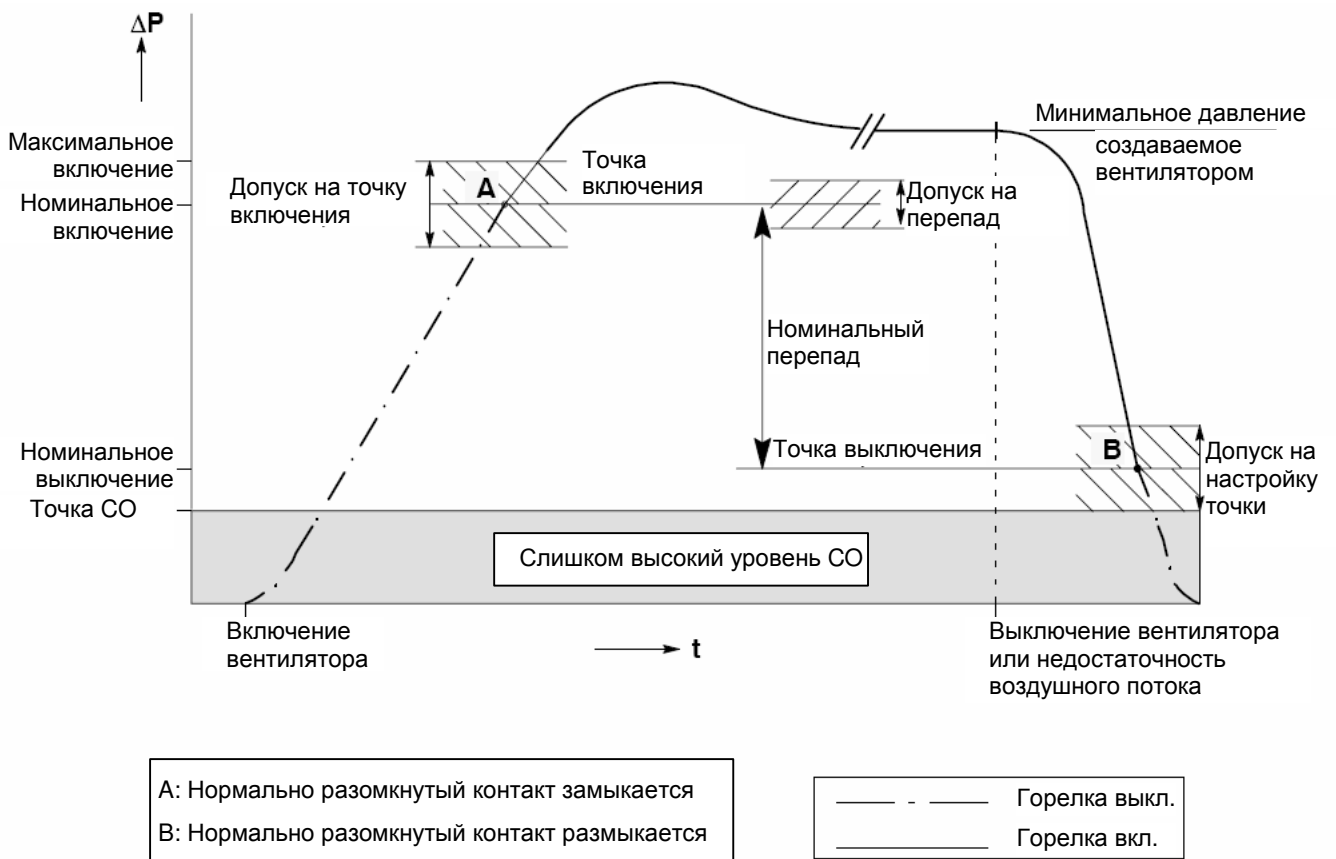 ΔP
Максимальное
включение
Номинальное
включение
Номинальное
выключение
Точка CO
Допуск на точку
включения
A
Точка
включения
Допуск на
перепад
Минимальное давление
создаваемое
вентилятором
Номинальный
перепад
Точка выключения
B
Допуск на
настройку
точки
Слишком высокий уровень CO
Включение
вентилятора
t
Выключение вентилятора
или недостаточность
воздушного потока
A: Нормально разомкнутый контакт замыкается
B: Нормально разомкнутый контакт размыкается
Горелка выкл.
Горелка вкл.